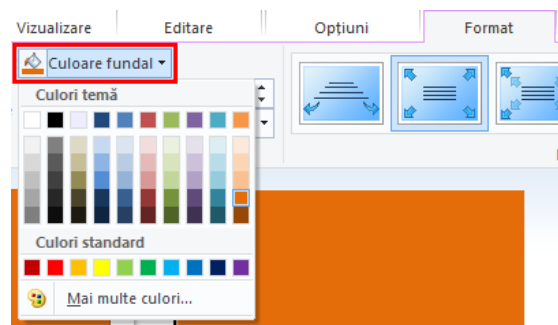 Vizualizare Editare Opțiuni Format
Culoare fundal
Culori temă
Culori standard
Mai multe culori...